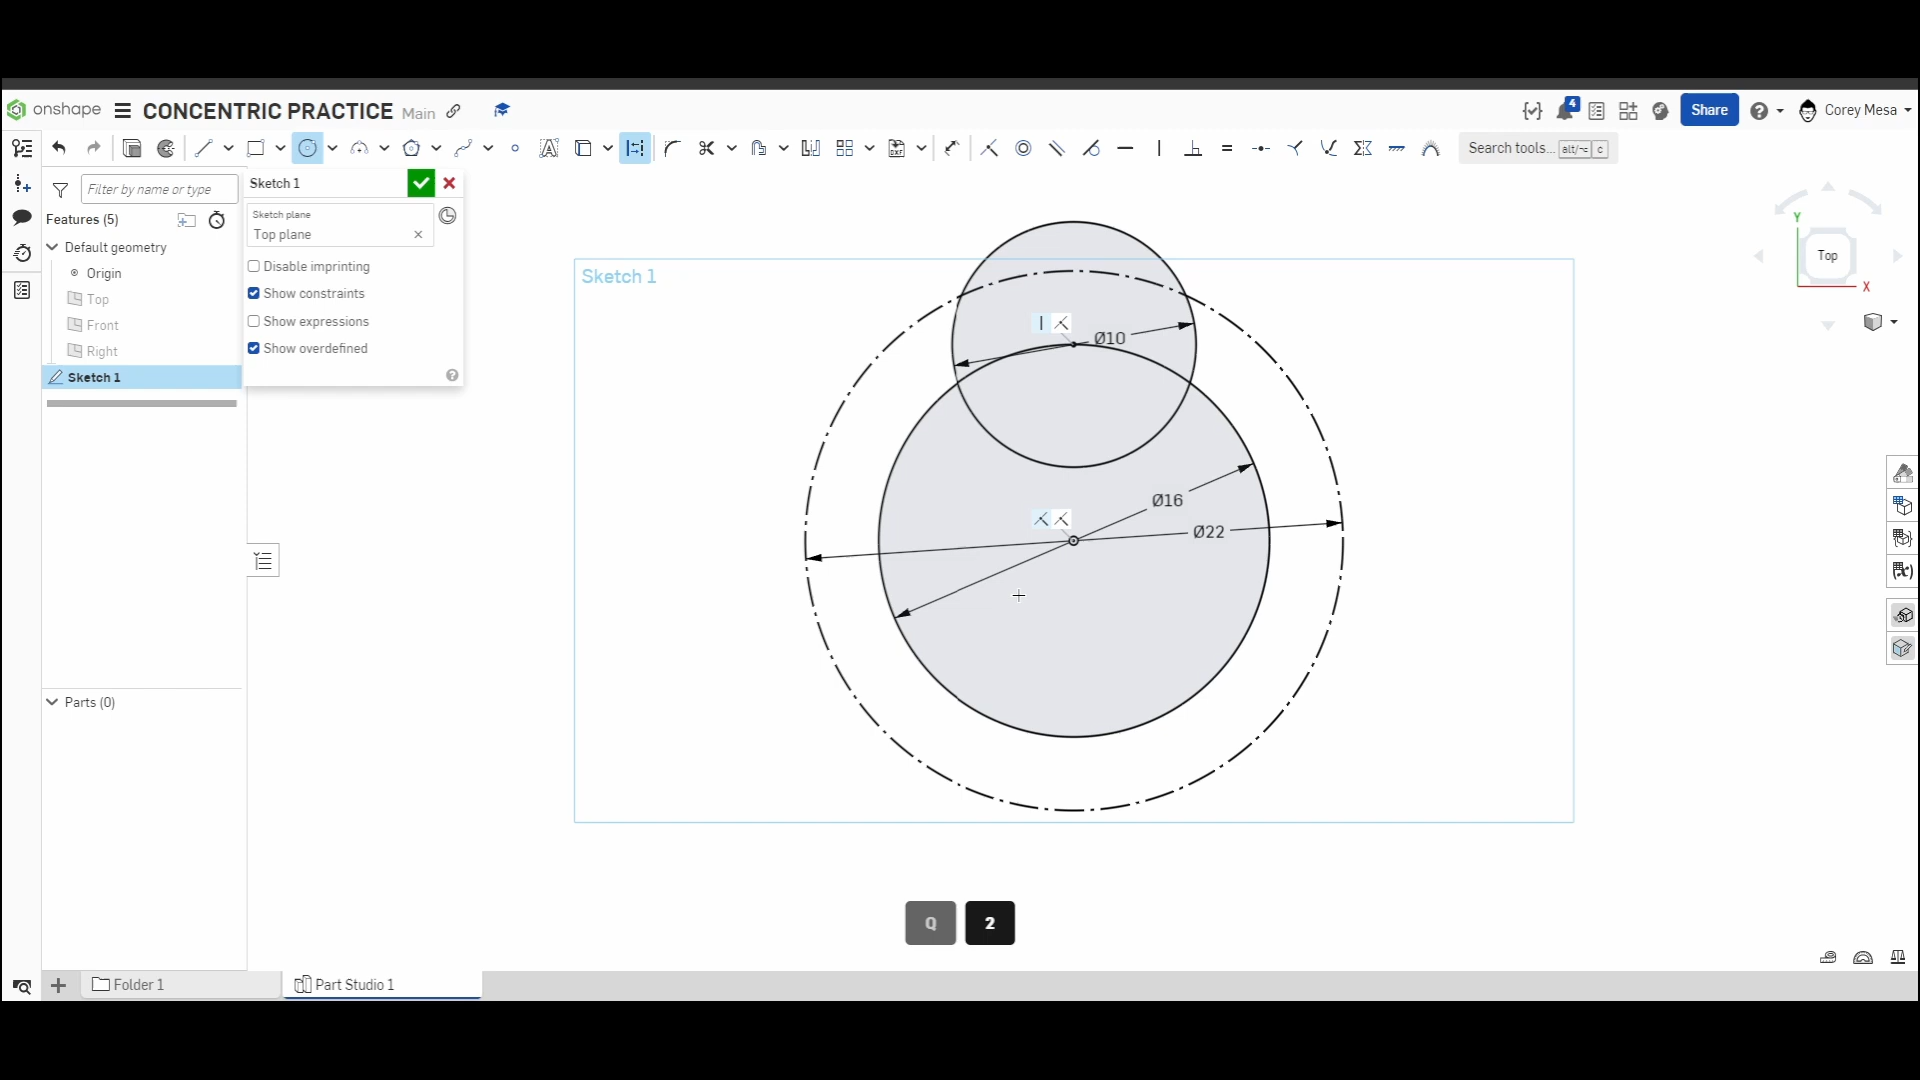 onshape CONCENTRIC PRACTICE Main
4 Share Corey Mesa
Search tools... alt/⌥ c
Filter by name or type
Features (5)
Default geometry
Origin
Top
Front
Right
Sketch 1
Sketch 1
Sketch plane
Top plane
Disable imprinting
Show constraints
Show expressions
Show overdefined
Sketch 1
Ø10
Ø16
Ø22
Y
Top
X
Parts (0)
Q 2
Folder 1
Part Studio 1